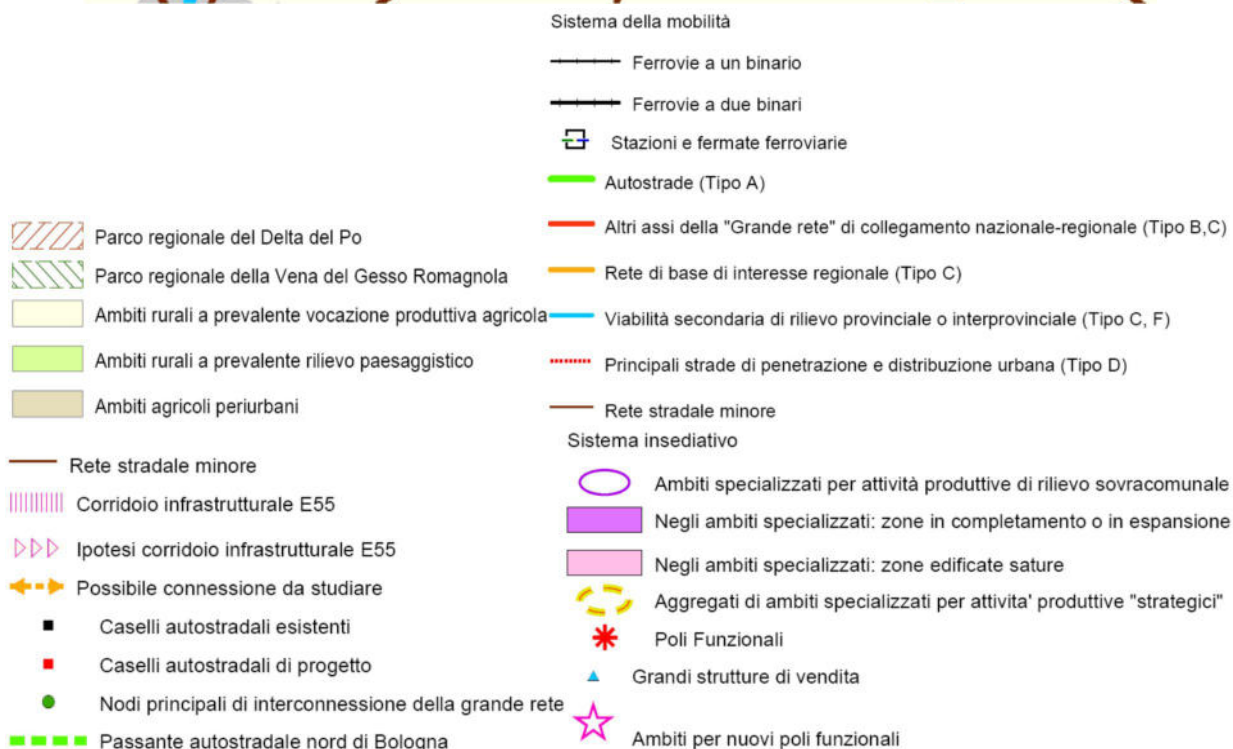 Sistema della mobilità
Ferrovie a un binario
Ferrovie a due binari
Stazioni e fermate ferroviarie
Autostrade (Tipo A)
Altri assi della "Grande rete" di collegamento nazionale-regionale (Tipo B,C)
Rete di base di interesse regionale (Tipo C)
Viabilità secondaria di rilievo provinciale o interprovinciale (Tipo C, F)
Principali strade di penetrazione e distribuzione urbana (Tipo D)
Rete stradale minore
Parco regionale del Delta del Po
Parco regionale della Vena del Gesso Romagnola
Ambiti rurali a prevalente vocazione produttiva agricola
Ambiti rurali a prevalente rilievo paesaggistico
Ambiti agricoli periurbani
Rete stradale minore
Corridoio infrastrutturale E55
Ipotesi corridoio infrastrutturale E55
Possibile connessione da studiare
Caselli autostradali esistenti
Caselli autostradali di progetto
Nodi principali di interconnessione della grande rete
Passante autostradale nord di Bologna
Sistema insediativo
Ambiti specializzati per attività produttive di rilievo sovracomunale
Negli ambiti specializzati: zone in completamento o in espansione
Negli ambiti specializzati: zone edificate sature
Aggregati di ambiti specializzati per attivita' produttive "strategici"
Poli Funzionali
Grandi strutture di vendita
Ambiti per nuovi poli funzionali